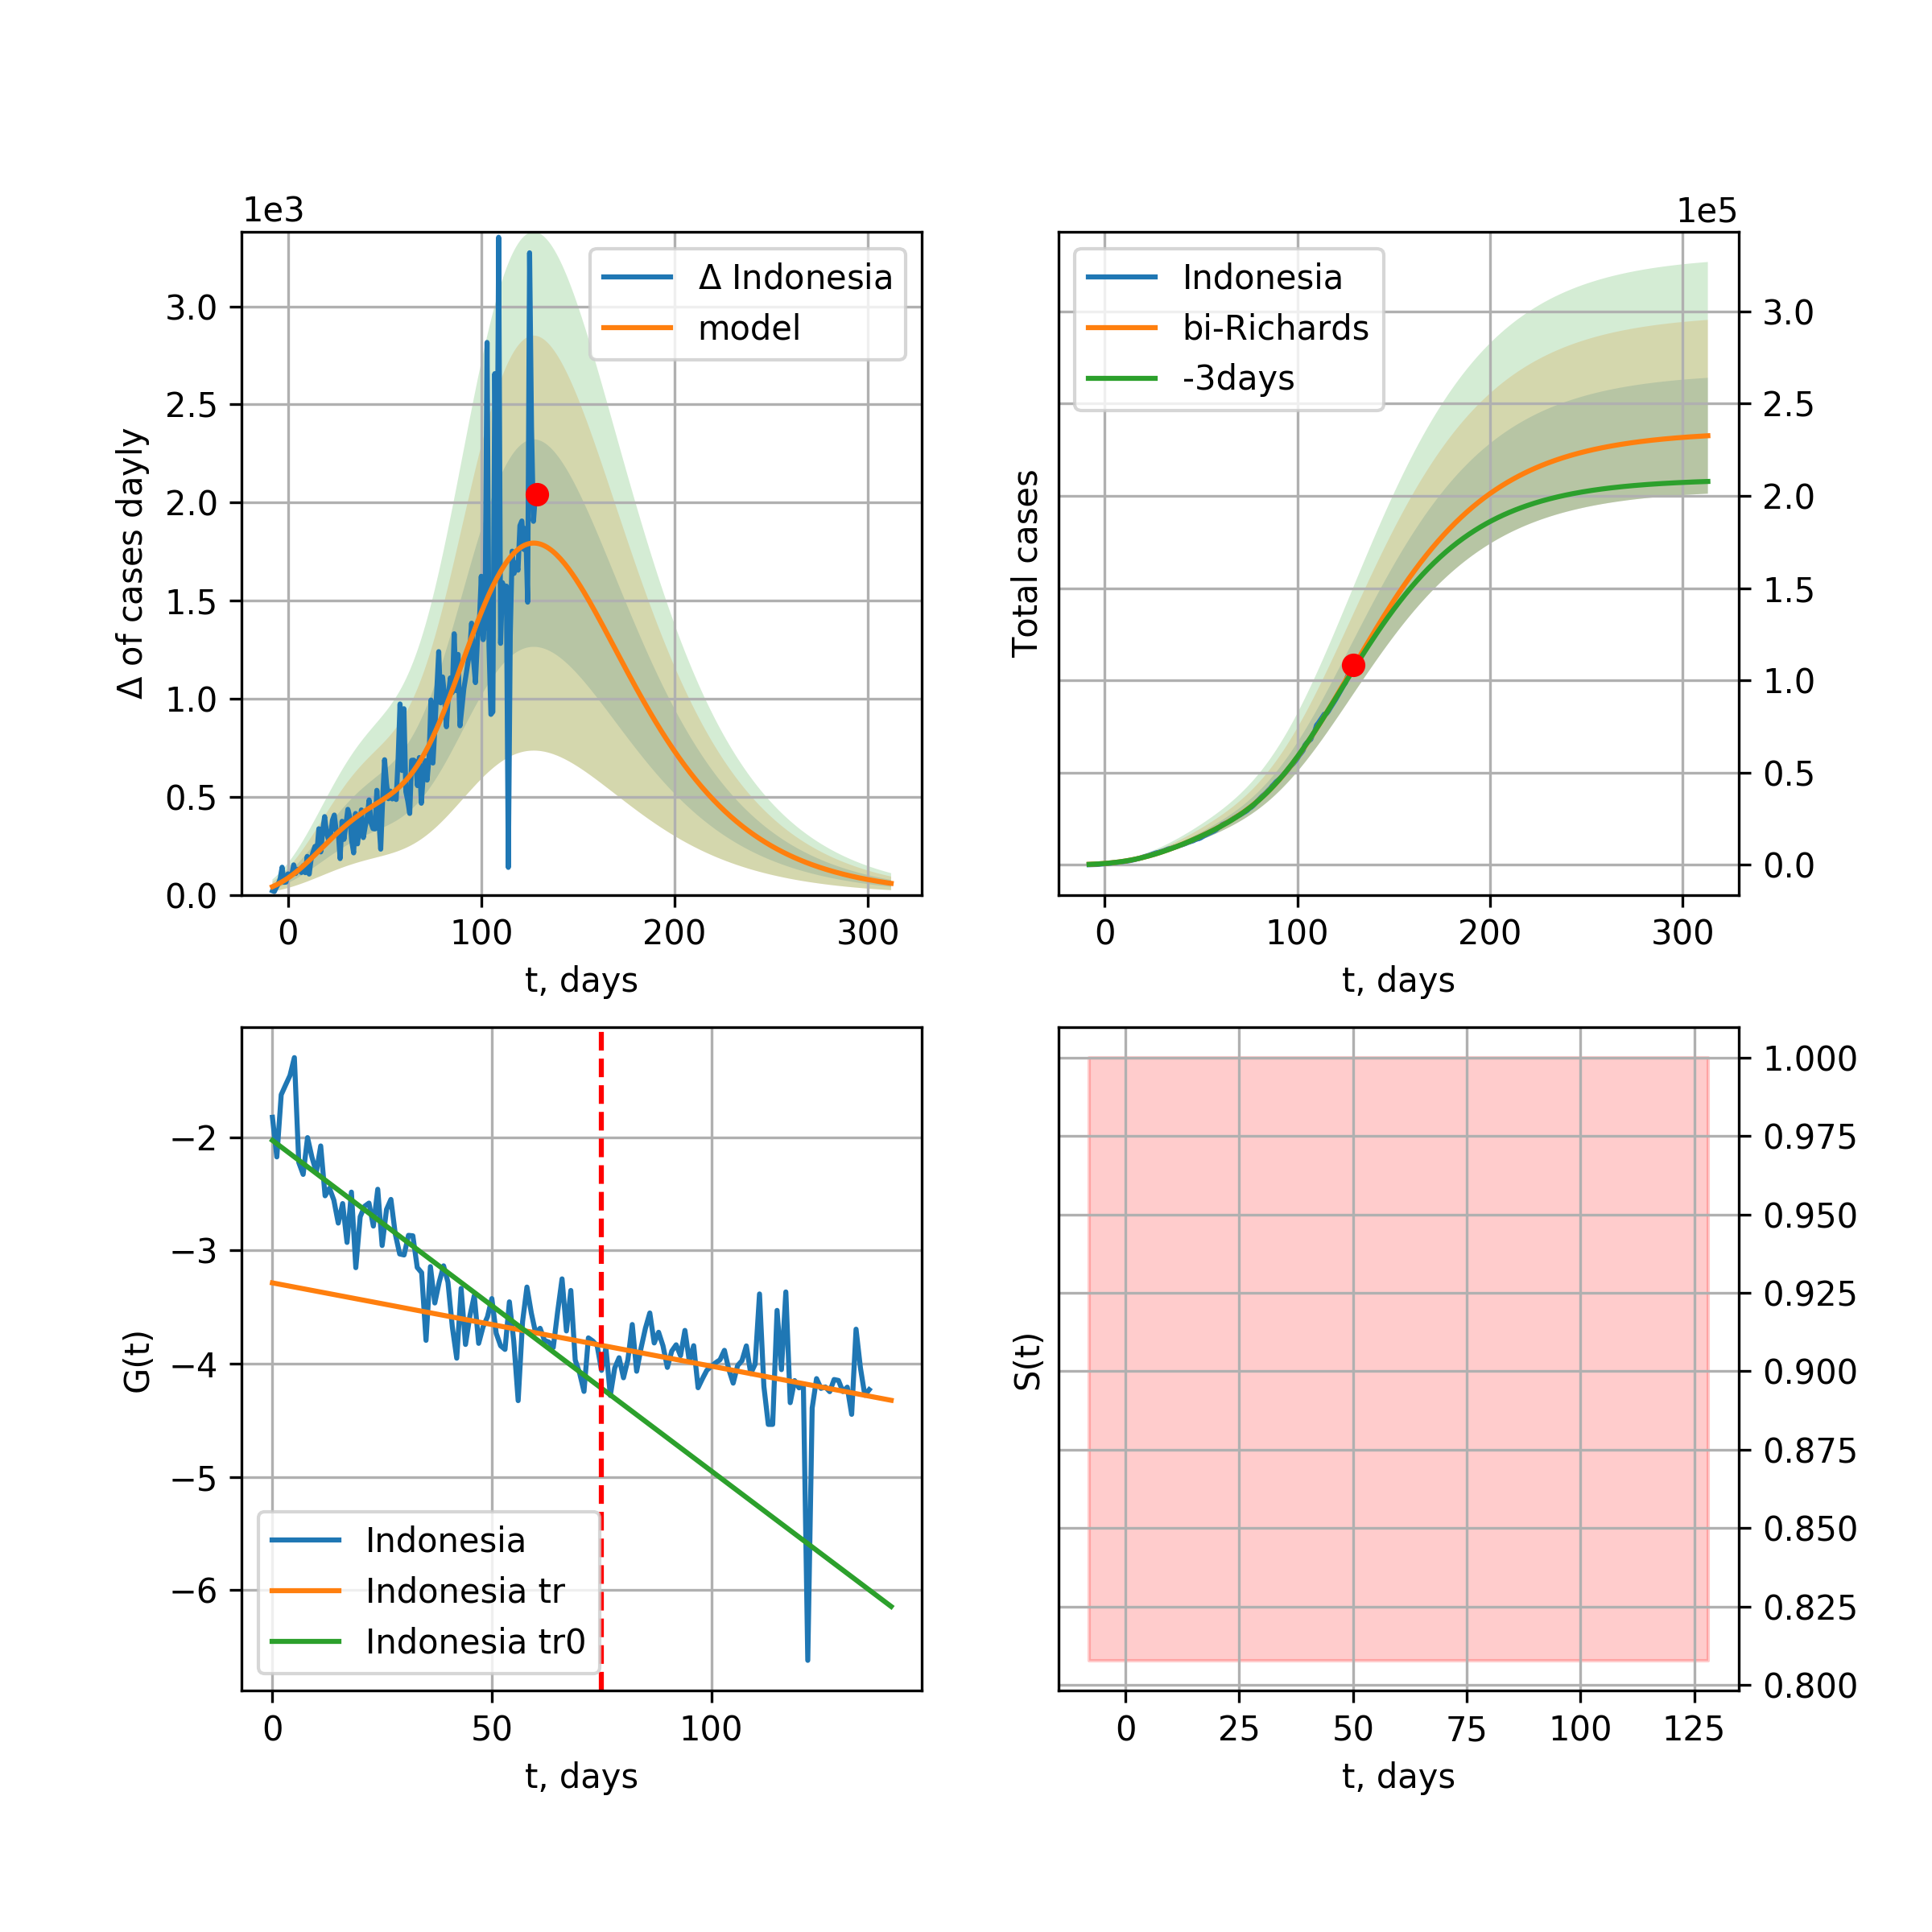 1e3
Δ of cases dayly
3.0
2.5
2.0
1.5
1.0
0.5
0.0
Δ Indonesia
model
0 100 200 300
t, days
1e5
Total cases
Indonesia
bi-Richards
-3days
3.0
2.5
2.0
1.5
1.0
0.5
0.0
0 100 200 300
t, days
G(t)
−2
−3
−4
−5
−6
Indonesia
Indonesia tr
Indonesia tr0
0 50 100
t, days
S(t)
1.000
0.975
0.950
0.925
0.900
0.875
0.850
0.825
0.800
0 25 50 75 100 125
t, days